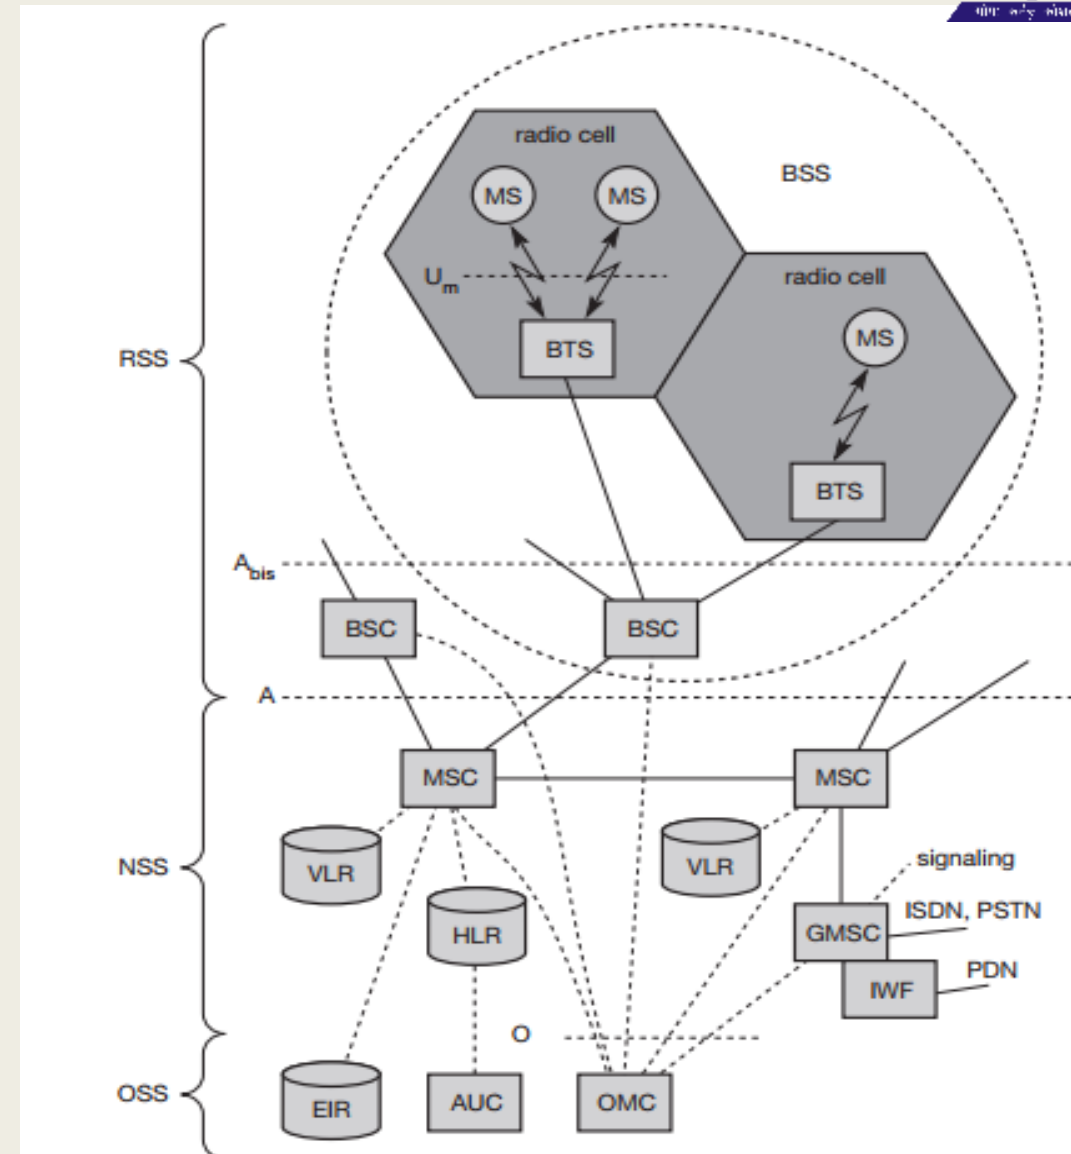 radio cell
BSS
MS
MS
radio cell
Um
MS
BTS
RSS
BTS
Abis
BSC
BSC
A
MSC
MSC
VLR
VLR
signaling
NSS
HLR
GMSC
ISDN, PSTN
IWF
PDN
O
OSS
EIR
AUC
OMC